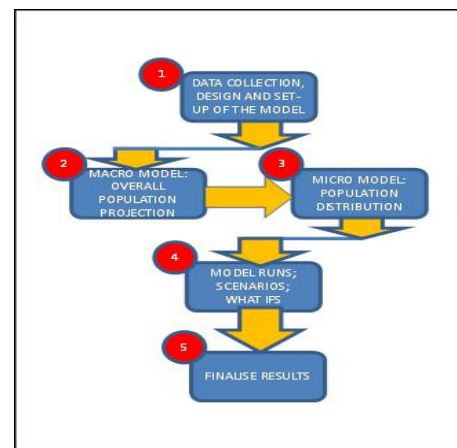 1
DATA COLLECTION,
DESIGN AND SET-
UP OF THE MODEL
2
MACRO MODEL:
OVERALL
POPULATION
PROJECTION
3
MICRO MODEL:
POPULATION
DISTRIBUTION
4
MODEL RUNS;
SCENARIOS;
WHAT IFS
5
FINALISE RESULTS